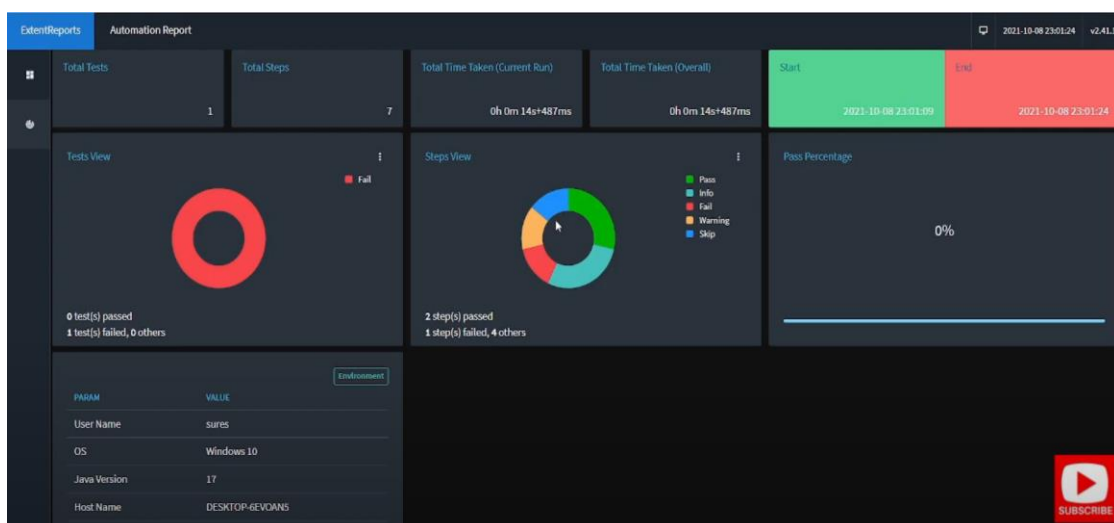 ExtentReports Automation Report 2021-10-08 23:01:24 v2.41.
Total Tests
1
Total Steps
7
Total Time Taken (Current Run)
0h 0m 14s+487ms
Total Time Taken (Overall)
0h 0m 14s+487ms
Start
2021-10-08 23:01:09
End
2021-10-08 23:01:24
Tests View
Fail
0 test(s) passed
1 test(s) failed, 0 others
Steps View
Pass
Info
Fail
Warning
Skip
2 step(s) passed
1 step(s) failed, 4 others
Pass Percentage
0%
Environment
PARAM VALUE
User Name sures
OS Windows 10
Java Version 17
Host Name DESKTOP-6EVOAN5
SUBSCRIBE